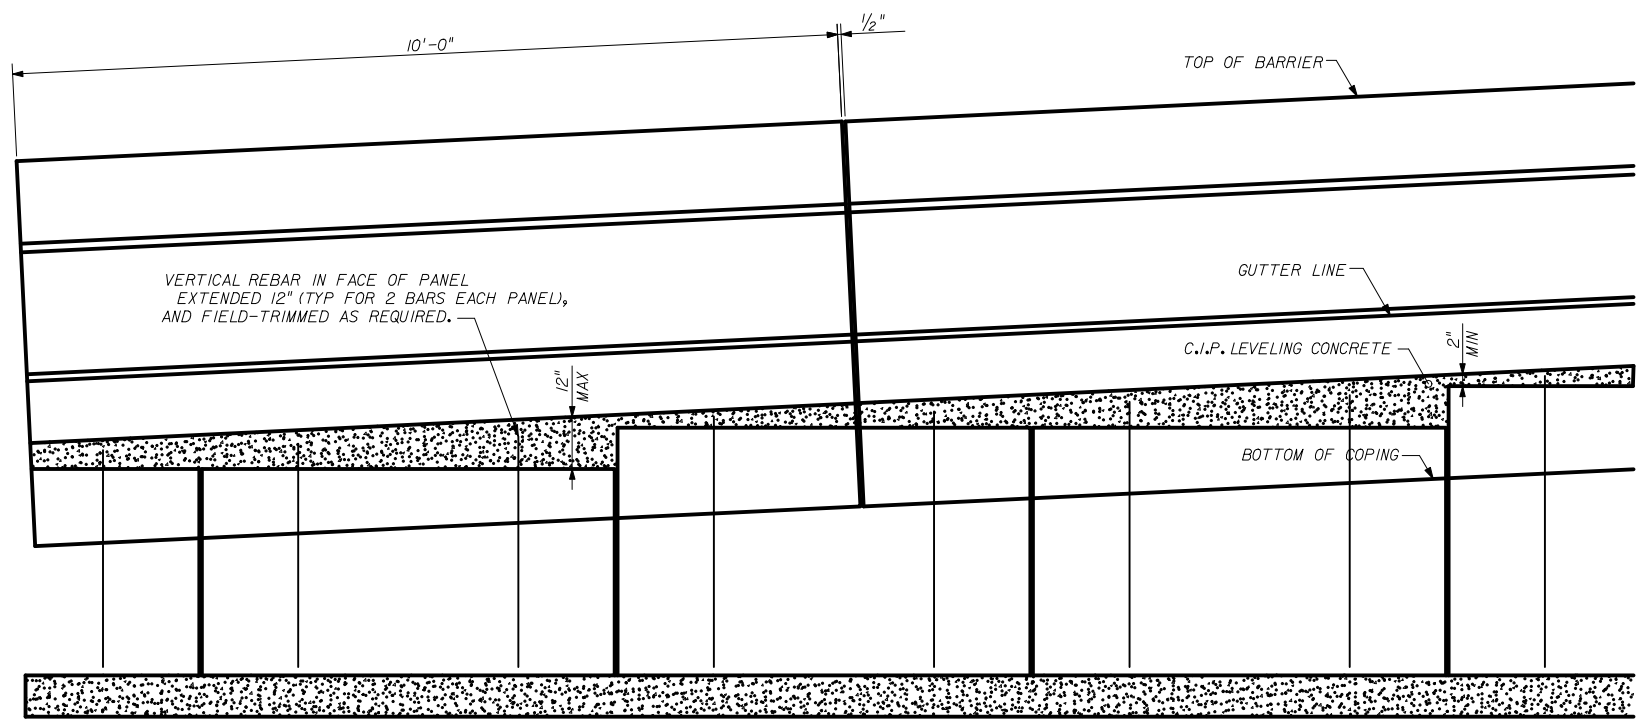 10'-0"
1/2"
TOP OF BARRIER
VERTICAL REBAR IN FACE OF PANEL
EXTENDED 12" (TYP FOR 2 BARS EACH PANEL),
AND FIELD-TRIMMED AS REQUIRED.
GUTTER LINE
C.I.P. LEVELING CONCRETE
2"
MIN
12"
MAX
BOTTOM OF COPING